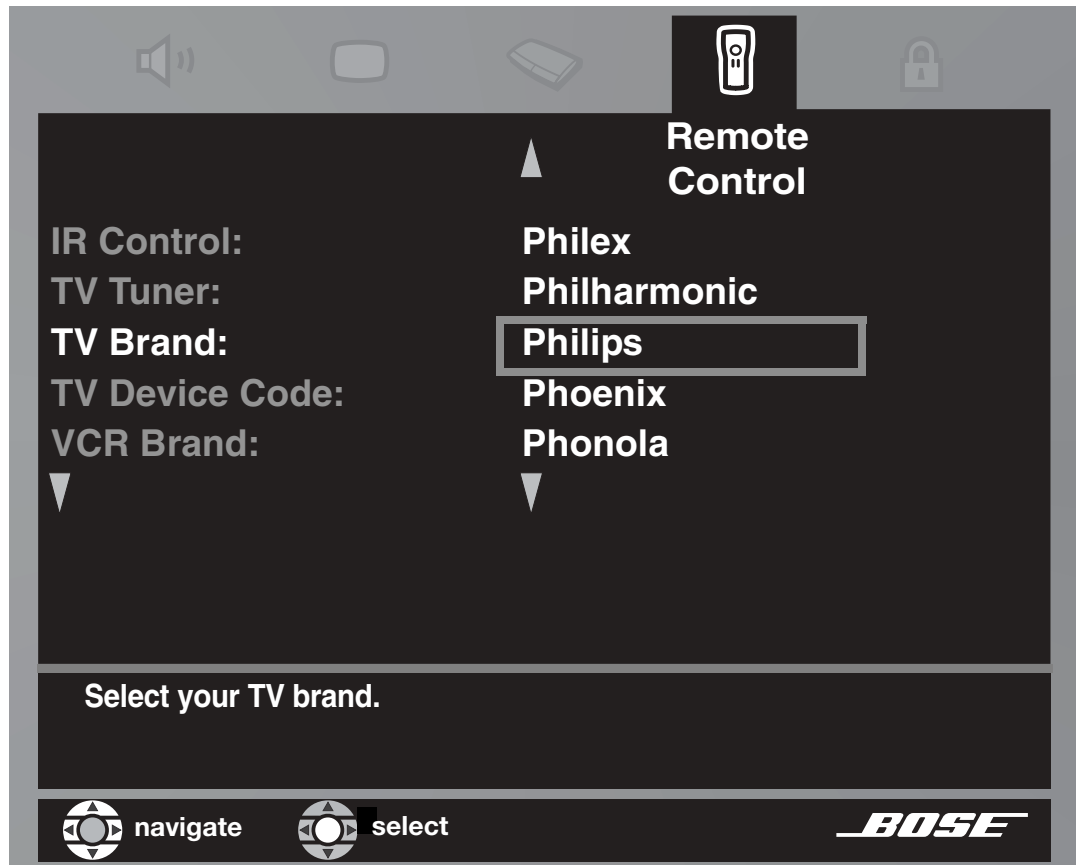 Remote
Control
IR Control: Philex
TV Tuner: Philharmonic
TV Brand: Philips
TV Device Code: Phoenix
VCR Brand: Phonola
Select your TV brand.
navigate select BOSE